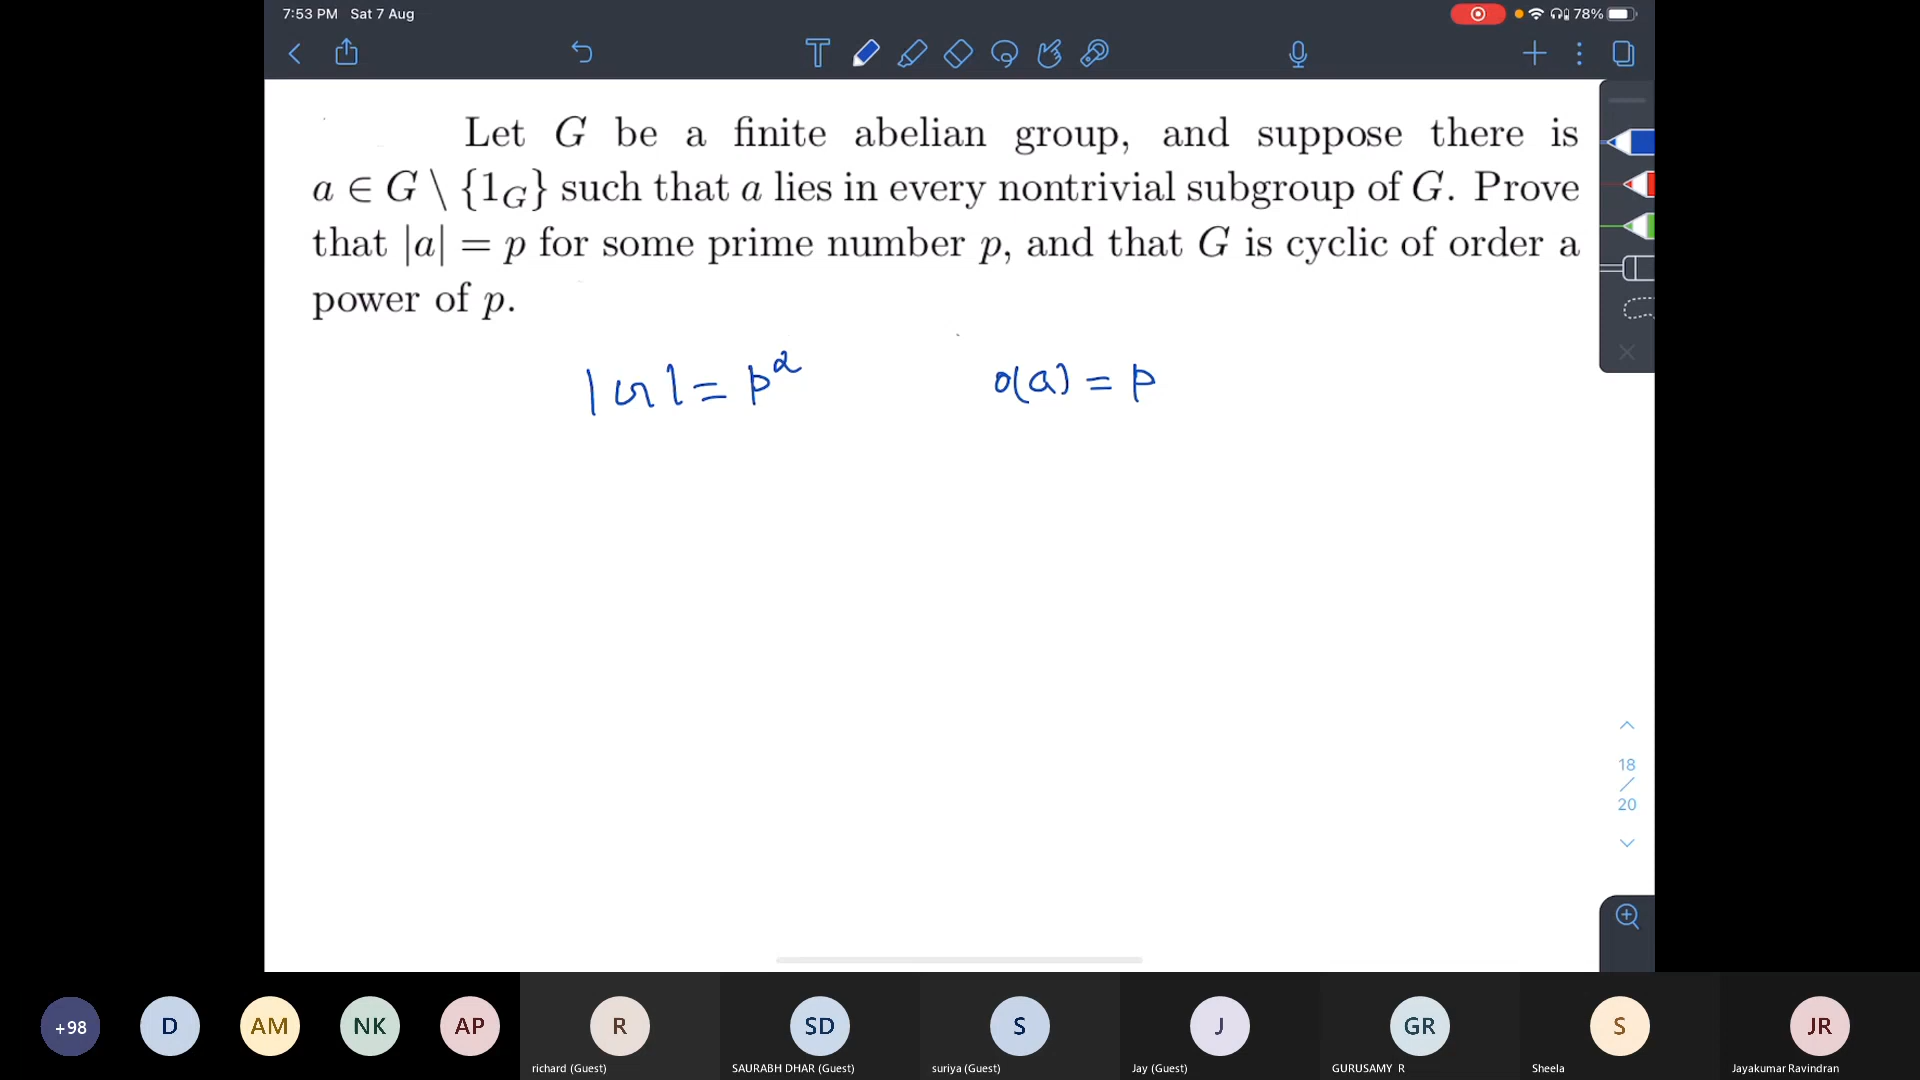 7:53 PM Sat 7 Aug
78%
Let G be a finite abelian group, and suppose there is
a ∈ G \ {1_G} such that a lies in every nontrivial subgroup of G. Prove
that |a| = p for some prime number p, and that G is cyclic of order a
power of p.
|G| = p^α
o(a) = p
18
/
20
+98
D
AM
NK
AP
R
SD
S
J
GR
S
JR
richard (Guest)
SAURABH DHAR (Guest)
suriya (Guest)
Jay (Guest)
GURUSAMY R
Sheela
Jayakumar Ravindran